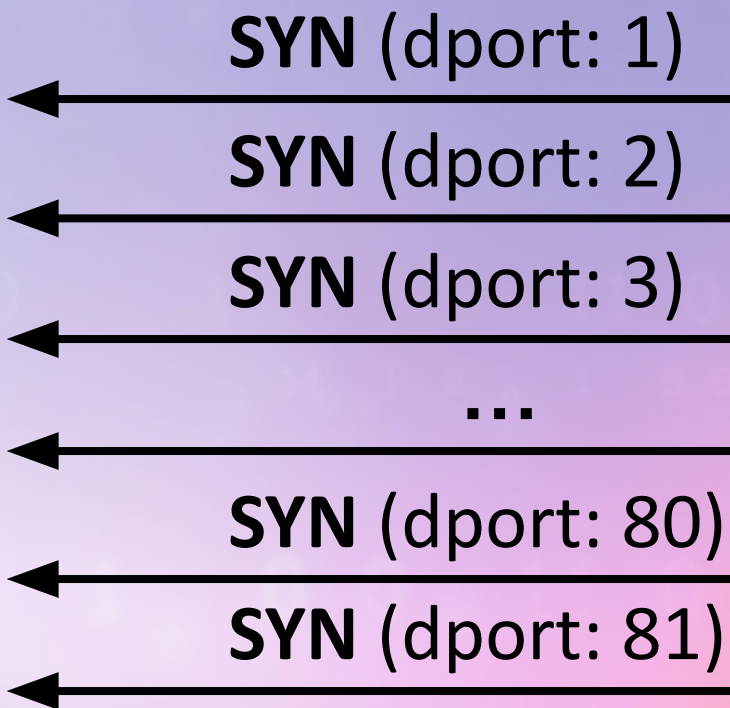 SYN (dport: 1)
SYN (dport: 2)
SYN (dport: 3)
...
SYN (dport: 80)
SYN (dport: 81)